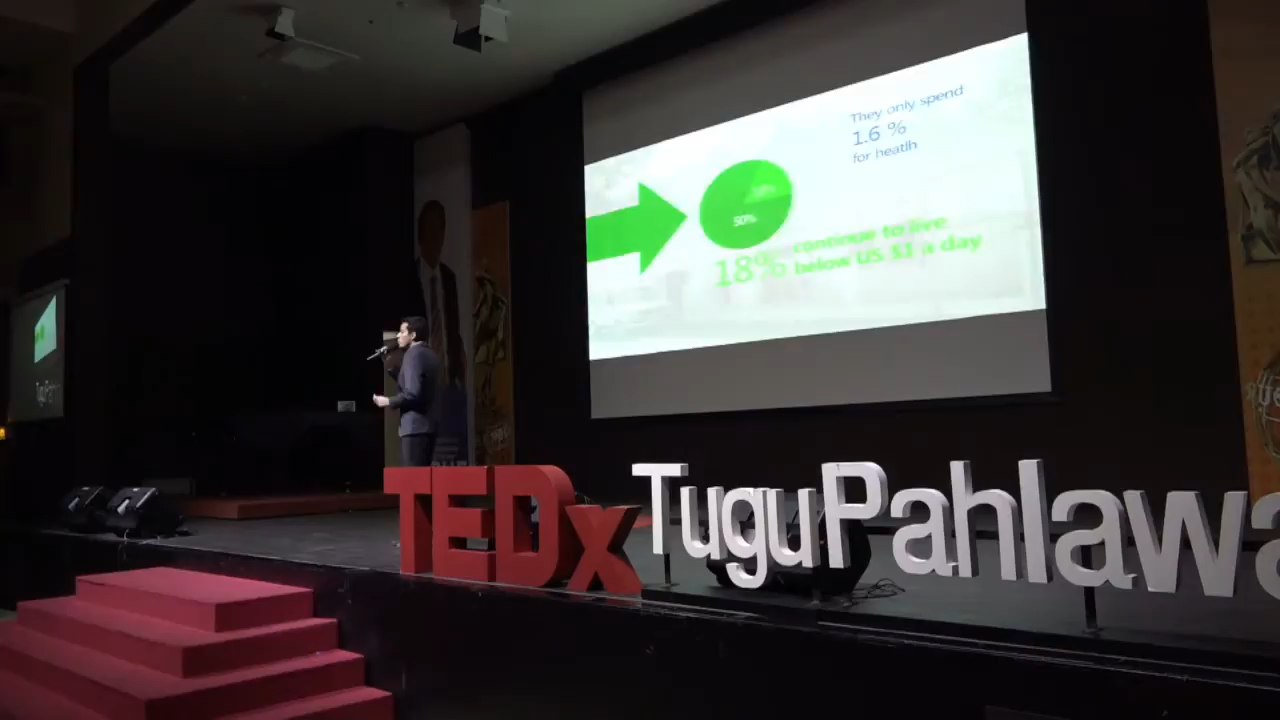 They only spend
1.6 %
for heatlh
50%
18% continue to live
below US $1 a day
TEDx TuguPahlawa